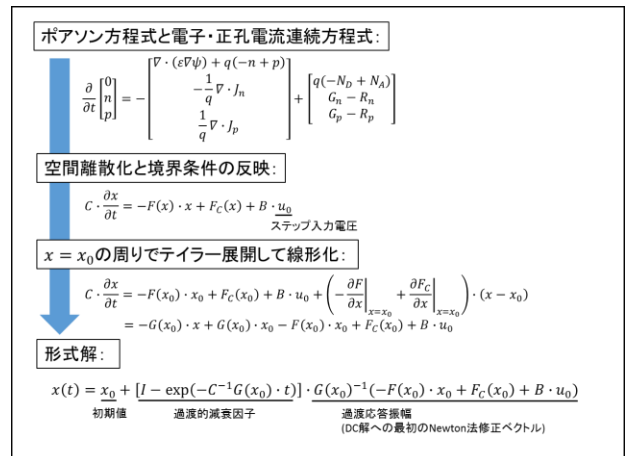 ポアソン方程式と電子・正孔電流連続方程式:
∂/∂t [0 n p] = −[∇・(ε∇ψ) + q(−n + p) −1/q ∇・J_n 1/q ∇・J_p] + [q(−N_D + N_A) G_n − R_n G_p − R_p]
空間離散化と境界条件の反映:
C・∂x/∂t = −F(x)・x + F_C(x) + B・u_0
ステップ入力電圧
x = x_0の周りでテイラー展開して線形化:
C・∂x/∂t = −F(x_0)・x_0 + F_C(x_0) + B・u_0 + (−∂F/∂x|_{x=x_0} + ∂F_C/∂x|_{x=x_0})・(x − x_0)
= −G(x_0)・x + G(x_0)・x_0 − F(x_0)・x_0 + F_C(x_0) + B・u_0
形式解:
x(t) = x_0 + [I − exp(−C^{−1}G(x_0)・t)]・G(x_0)^{−1}(−F(x_0)・x_0 + F_C(x_0) + B・u_0)
初期値 過渡的減衰因子 過渡応答振幅
(DC解への最初のNewton法修正ベクトル)